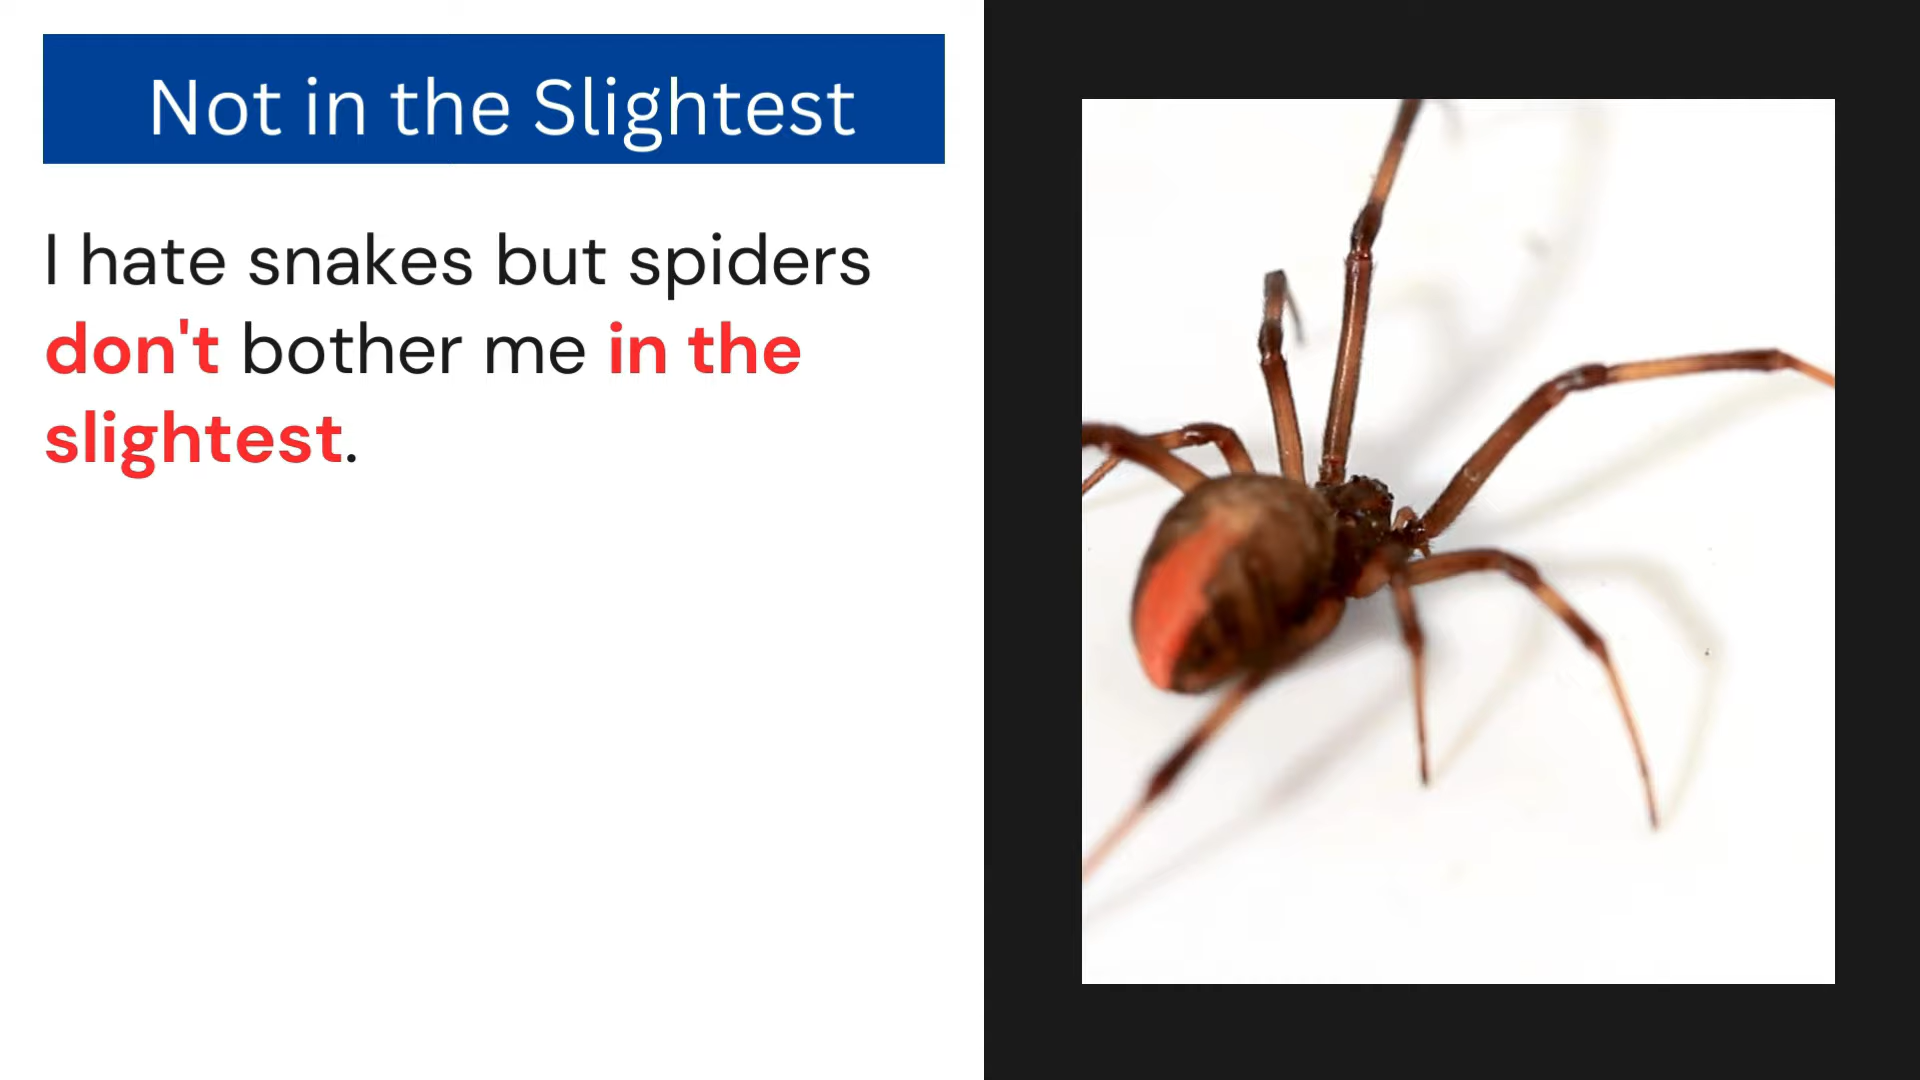 Not in the Slightest
I hate snakes but spiders
don't bother me in the
slightest.